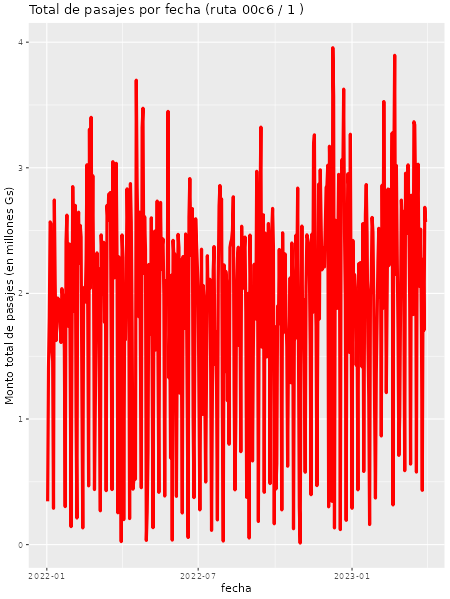 Total de pasajes por fecha (ruta 00c6 / 1 )
Monto total de pasajes (en millones Gs)
4
3
2
1
0
2022-01
2022-07
2023-01
fecha